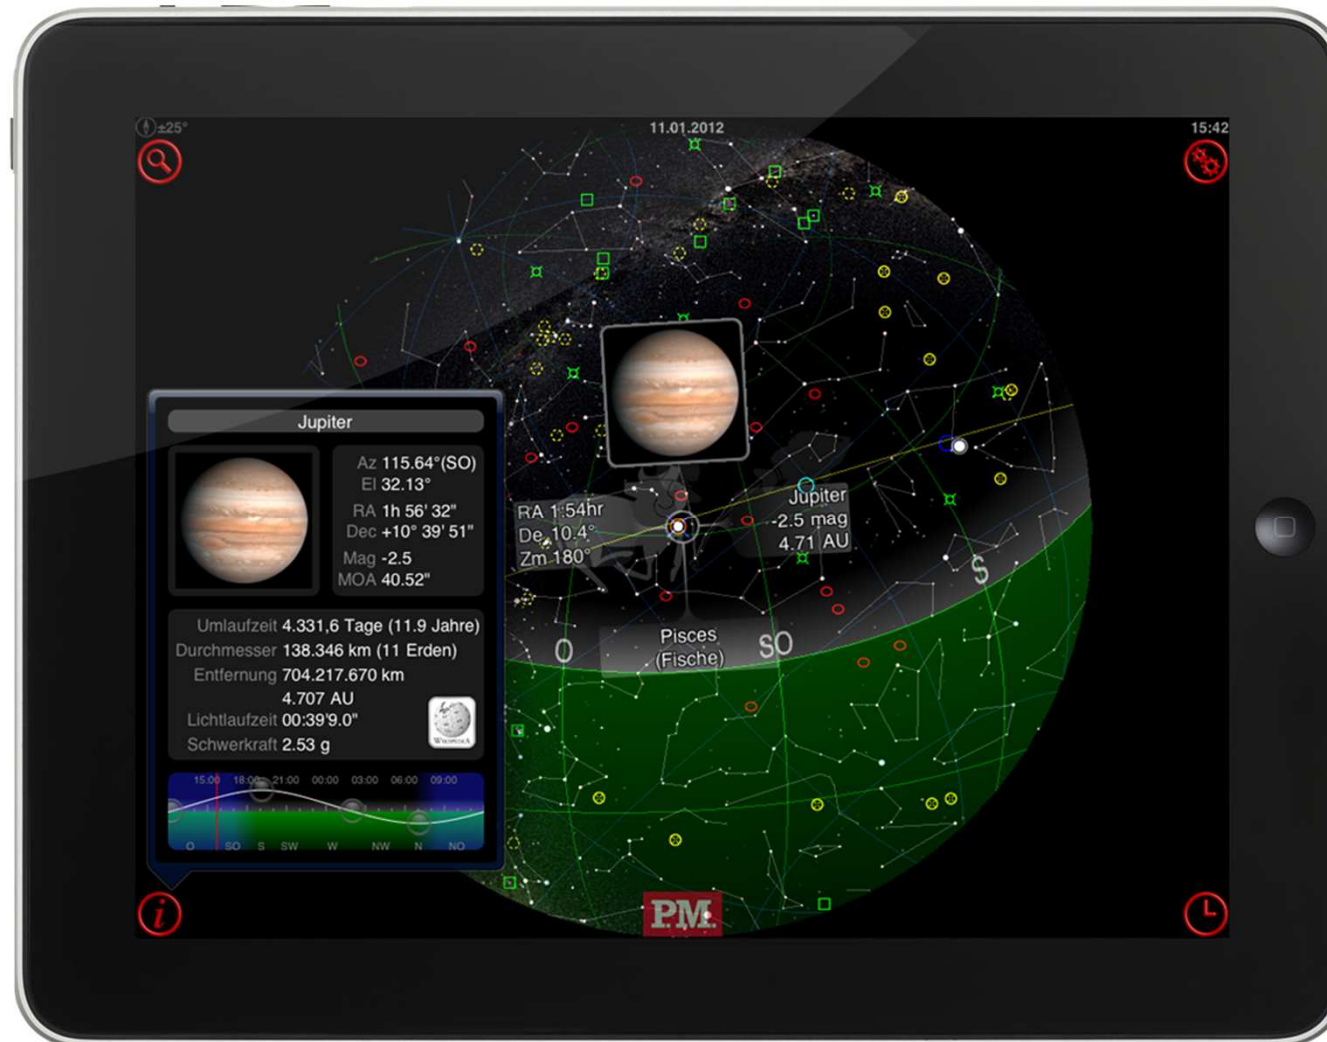 ±25°
11.01.2012
15:42
Jupiter
Az 115.64°(SO)
El 32.13°
RA 1h 56' 32"
Dec +10° 39' 51"
Mag -2.5
MOA 40.52"
Umlaufzeit 4.331,6 Tage (11.9 Jahre)
Durchmesser 138.346 km (11 Erden)
Entfernung 704.217.670 km
4.707 AU
Lichtlaufzeit 00:39'9.0"
Schwerkraft 2.53 g
WIKIPEDIA
15:00 18:00 21:00 00:00 03:00 06:00 09:00
O SO S SW W NW N NO
RA 1:54hr
De 10.4°
Zm 180°
Jupiter
-2.5 mag
4.71 AU
Pisces
(Fische)
O
SO
S
i
P.M.